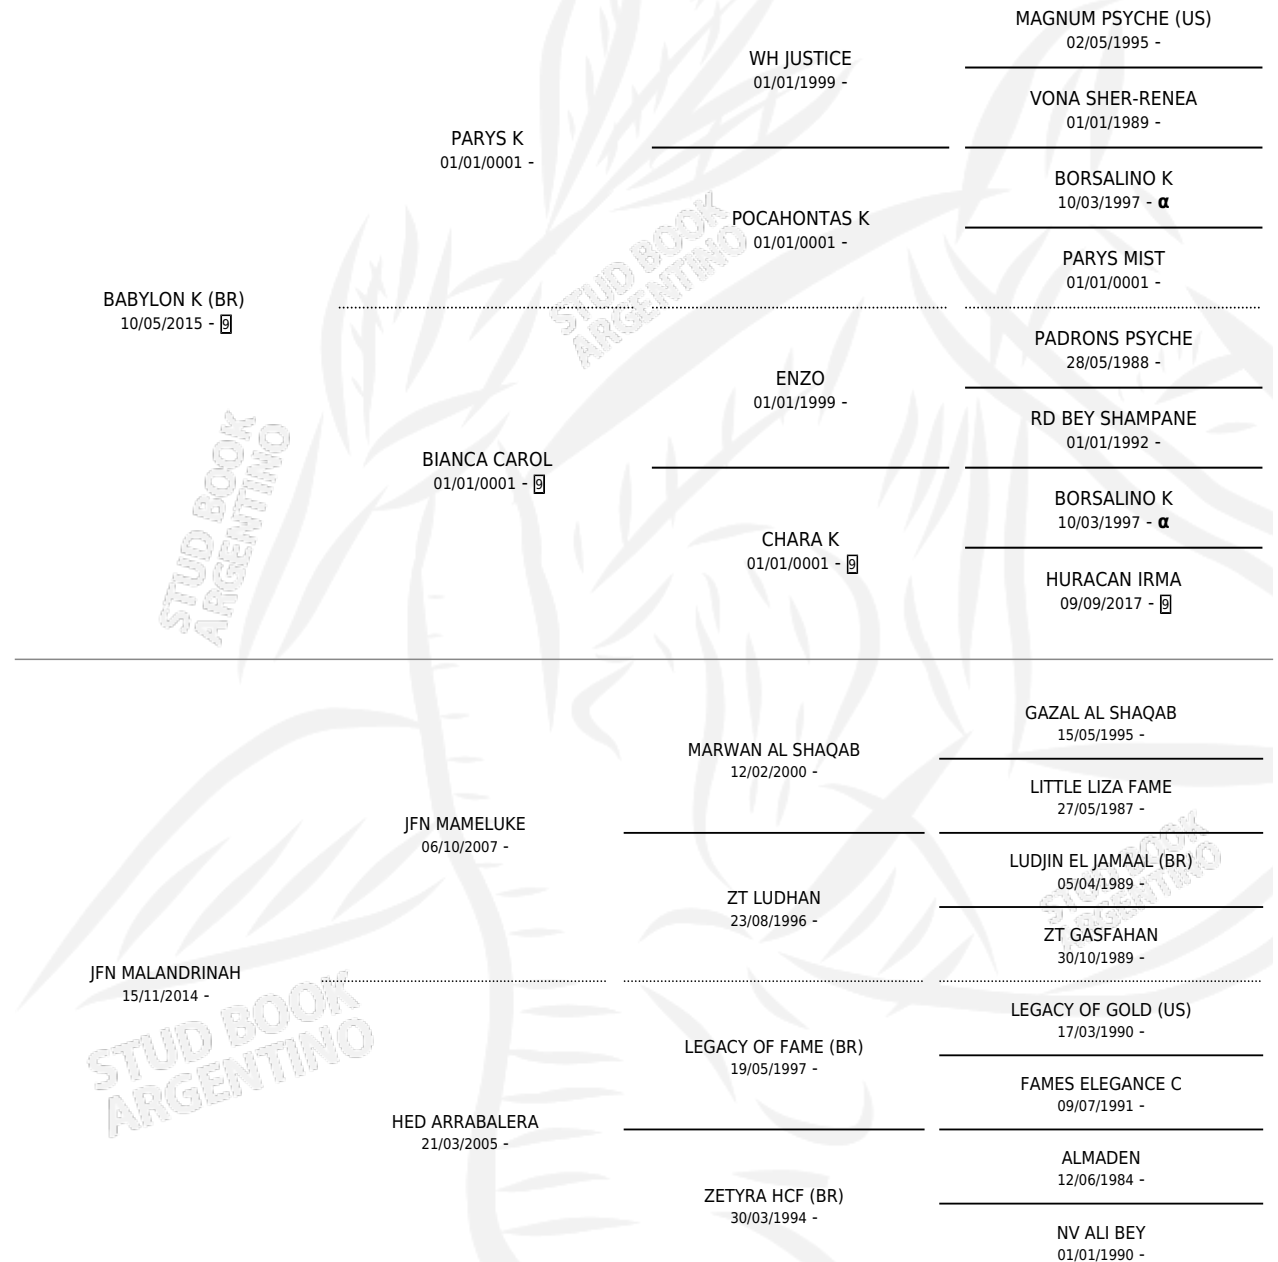 MAGNUM PSYCHE (US)
02/05/1995 -
WH JUSTICE
01/01/1999 -
VONA SHER-RENEA
01/01/1989 -
PARYS K
01/01/0001 -
BORSALINO K
10/03/1997 - α
POCAHONTAS K
01/01/0001 -
PARYS MIST
01/01/0001 -
BABYLON K (BR)
10/05/2015 - 9
PADRONS PSYCHE
28/05/1988 -
ENZO
01/01/1999 -
RD BEY SHAMPANE
01/01/1992 -
BIANCA CAROL
01/01/0001 - 9
BORSALINO K
10/03/1997 - α
CHARA K
01/01/0001 - 9
HURACAN IRMA
09/09/2017 - 9
GAZAL AL SHAQAB
15/05/1995 -
MARWAN AL SHAQAB
12/02/2000 -
LITTLE LIZA FAME
27/05/1987 -
JFN MAMELUKE
06/10/2007 -
LUDJIN EL JAMAAL (BR)
05/04/1989 -
ZT LUDHAN
23/08/1996 -
ZT GASFAHAN
30/10/1989 -
JFN MALANDRINAH
15/11/2014 -
LEGACY OF GOLD (US)
17/03/1990 -
LEGACY OF FAME (BR)
19/05/1997 -
FAMES ELEGANCE C
09/07/1991 -
HED ARRABALERA
21/03/2005 -
ALMADEN
12/06/1984 -
ZETYRA HCF (BR)
30/03/1994 -
NV ALI BEY
01/01/1990 -
STUD BOOK
ARGENTINO
STUD BOOK
ARGENTINO
STUD BOOK
ARGENTINO
STUD BOOK
ARGENTINO